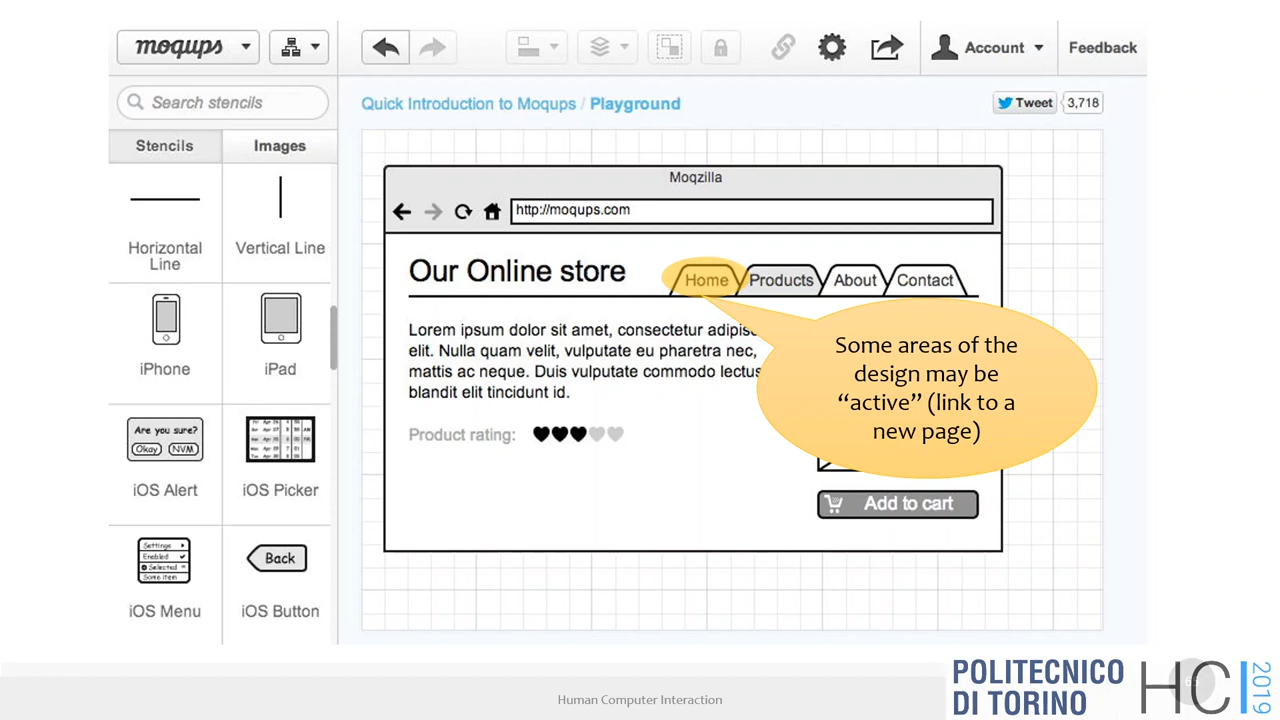 moqups
Account
Feedback
Search stencils
Quick Introduction to Moqups / Playground
Tweet
3,718
Stencils
Images
Horizontal
Line
Vertical Line
iPhone
iPad
Are you sure?
Okay
NVM
iOS Alert
iOS Picker
Settings
Enabled
Selected
Some item
iOS Menu
Back
iOS Button
Moqzilla
http://moqups.com
Our Online store
Home
Products
About
Contact
Lorem ipsum dolor sit amet, consectetur
elit. Nulla quam velit, vulputate eu pharetra nec,
mattis ac neque. Duis vulputate commodo lectus
blandit elit tincidunt id.
Product rating:
Some areas of the
design may be
“active” (link to a
new page)
Add to cart
Human Computer Interaction
POLITECNICO
DI TORINO
HCI
2019